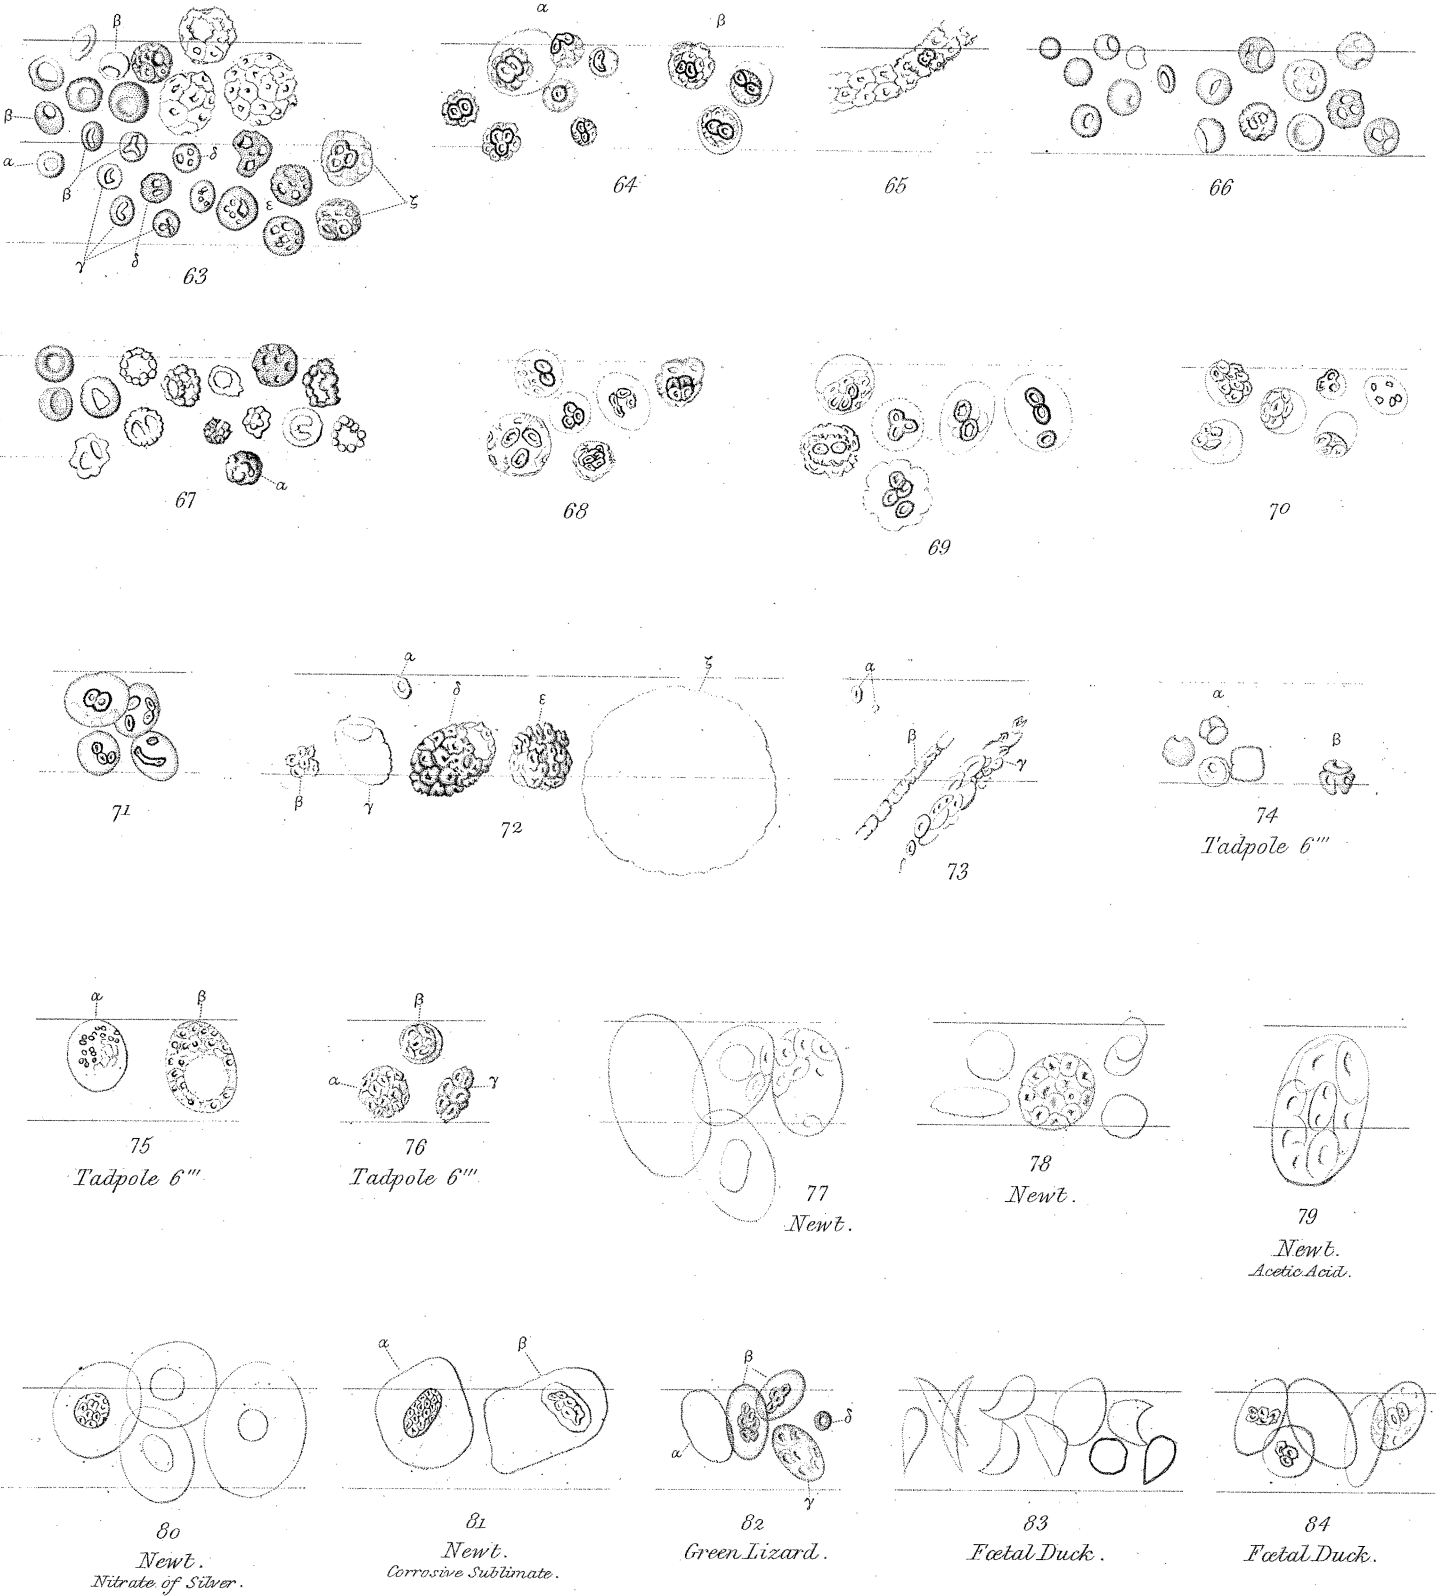 α
β
β
β
α
β
β
δ
α
β
ε
ζ
γ
δ
63
64
65
66
α
67
68
69
70
α
δ
ε
ζ
β
γ
α
β
γ
α
β
71
72
73
74
Tadpole 6‴
α
β
β
α
γ
75
Tadpole 6‴
76
Tadpole 6‴
77
Newt.
78
Newt.
79
Newt.
Acetic Acid.
α
β
β
α
δ
γ
80
Newt.
Nitrate of Silver.
81
Newt.
Corrosive Sublimate.
82
Green Lizard.
83
Fœtal Duck.
84
Fœtal Duck.